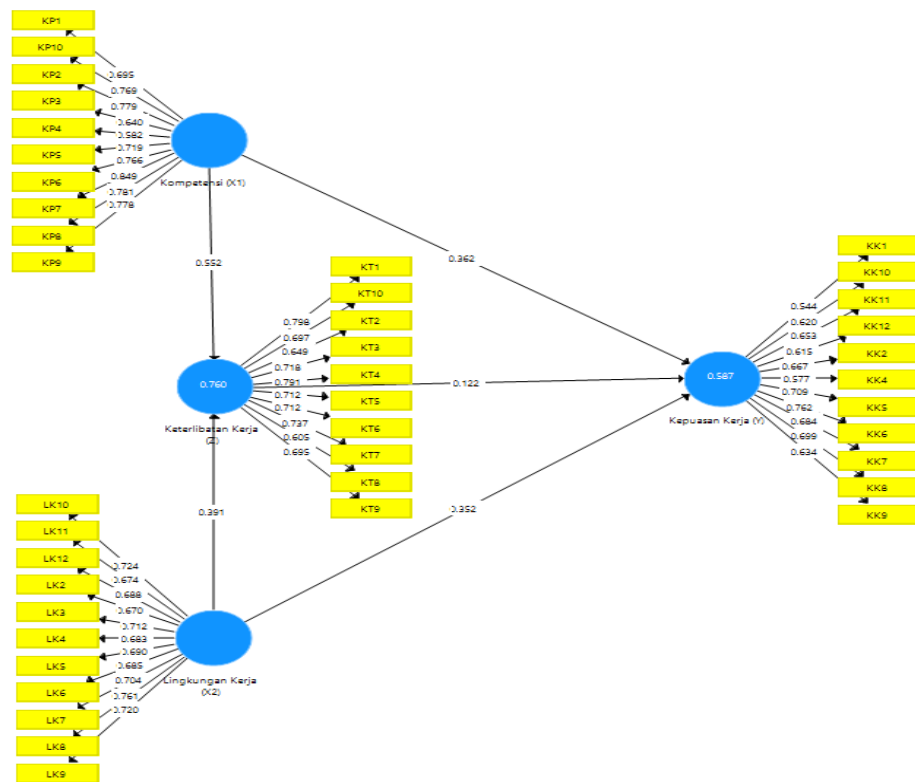 KP1
KP10
KP2
KP3
KP4
KP5
KP6
KP7
KP8
KP9
0.695
0.769
0.779
0.640
0.582
0.719
0.766
0.849
0.781
0.778
Kompetensi (X1)
0.552
0.362
KT1
KT10
KT2
KT3
KT4
KT5
KT6
KT7
KT8
KT9
0.798
0.697
0.649
0.718
0.791
0.712
0.712
0.737
0.605
0.695
0.760
Keterlibatan Kerja
(Z)
0.122
KK1
KK10
KK11
KK12
KK2
KK4
KK5
KK6
KK7
KK8
KK9
0.544
0.620
0.653
0.615
0.667
0.577
0.709
0.762
0.684
0.699
0.634
0.587
Kepuasan Kerja (Y)
0.391
0.352
LK10
LK11
LK12
LK2
LK3
LK4
LK5
LK6
LK7
LK8
LK9
0.724
0.674
0.688
0.670
0.712
0.683
0.690
0.685
0.704
0.761
0.720
Lingkungan Kerja
(X2)